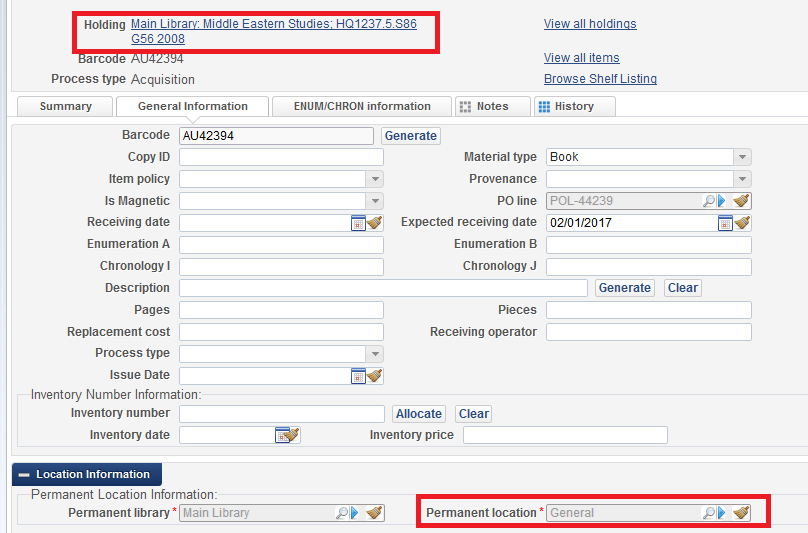 Holding Main Library: Middle Eastern Studies; HQ1237.5.S86 View all holdings
G56 2008
Barcode AU42394 View all items
Process type Acquisition Browse Shelf Listing
Summary General Information ENUM/CHRON information Notes History
Barcode AU42394 Generate
Copy ID Material type Book
Item policy Provenance
Is Magnetic PO line POL-44239
Receiving date Expected receiving date 02/01/2017
Enumeration A Enumeration B
Chronology I Chronology J
Description Generate Clear
Pages Pieces
Replacement cost Receiving operator
Process type
Issue Date
Inventory Number Information:
Inventory number Allocate Clear
Inventory date Inventory price
Location Information
Permanent Location Information:
Permanent library * Main Library Permanent location * General